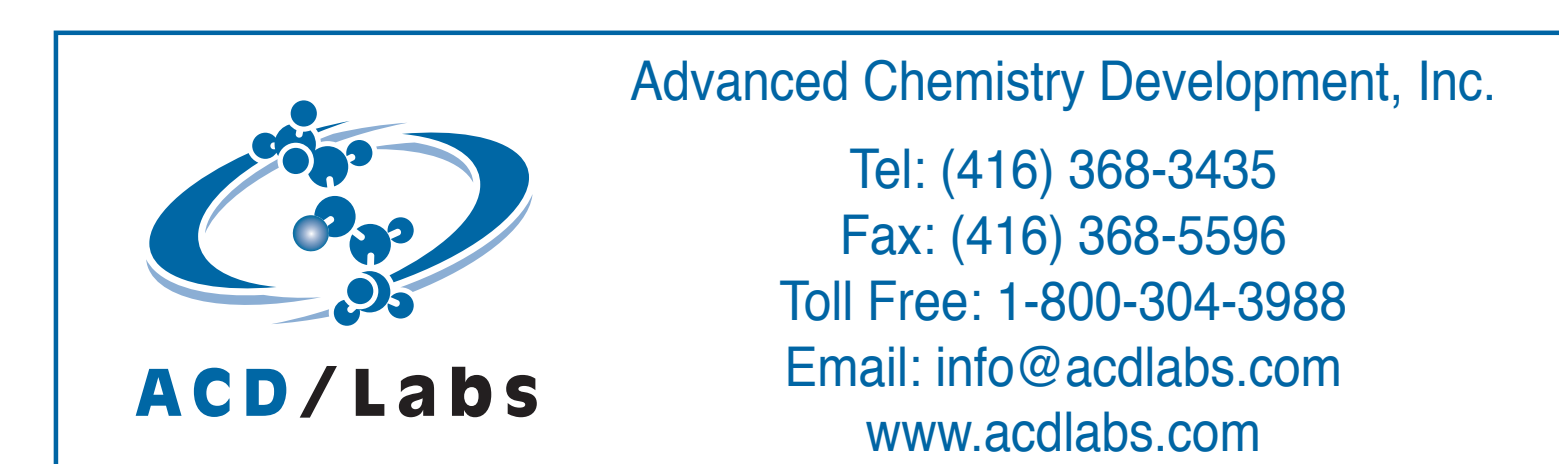 Advanced Chemistry Development, Inc.
Tel: (416) 368-3435
Fax: (416) 368-5596
Toll Free: 1-800-304-3988
Email: info@acdlabs.com
www.acdlabs.com
ACD/Labs